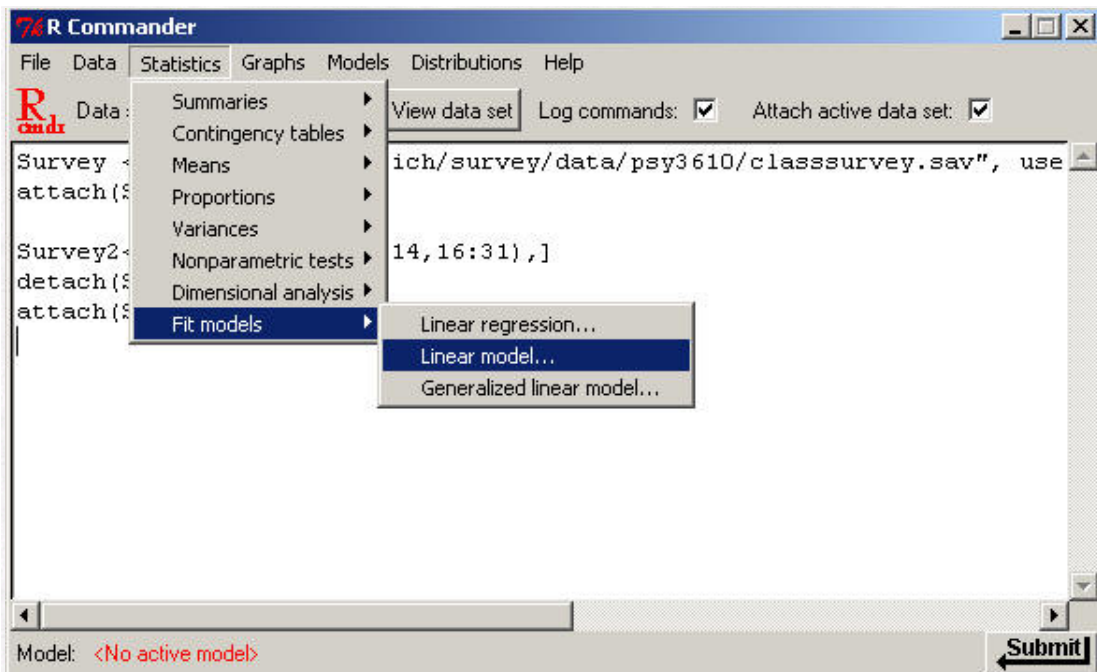 R Commander
File Data Statistics Graphs Models Distributions Help
Rcmdr Data : View data set Log commands: Attach active data set:
Summaries
Contingency tables
Means
Proportions
Variances
Nonparametric tests
Dimensional analysis
Fit models
Linear regression...
Linear model...
Generalized linear model...
Survey < ich/survey/data/psy3610/classsurvey.sav", use
attach(S
Survey2< 14,16:31),]
detach(S
attach(S
Model: <No active model> Submit